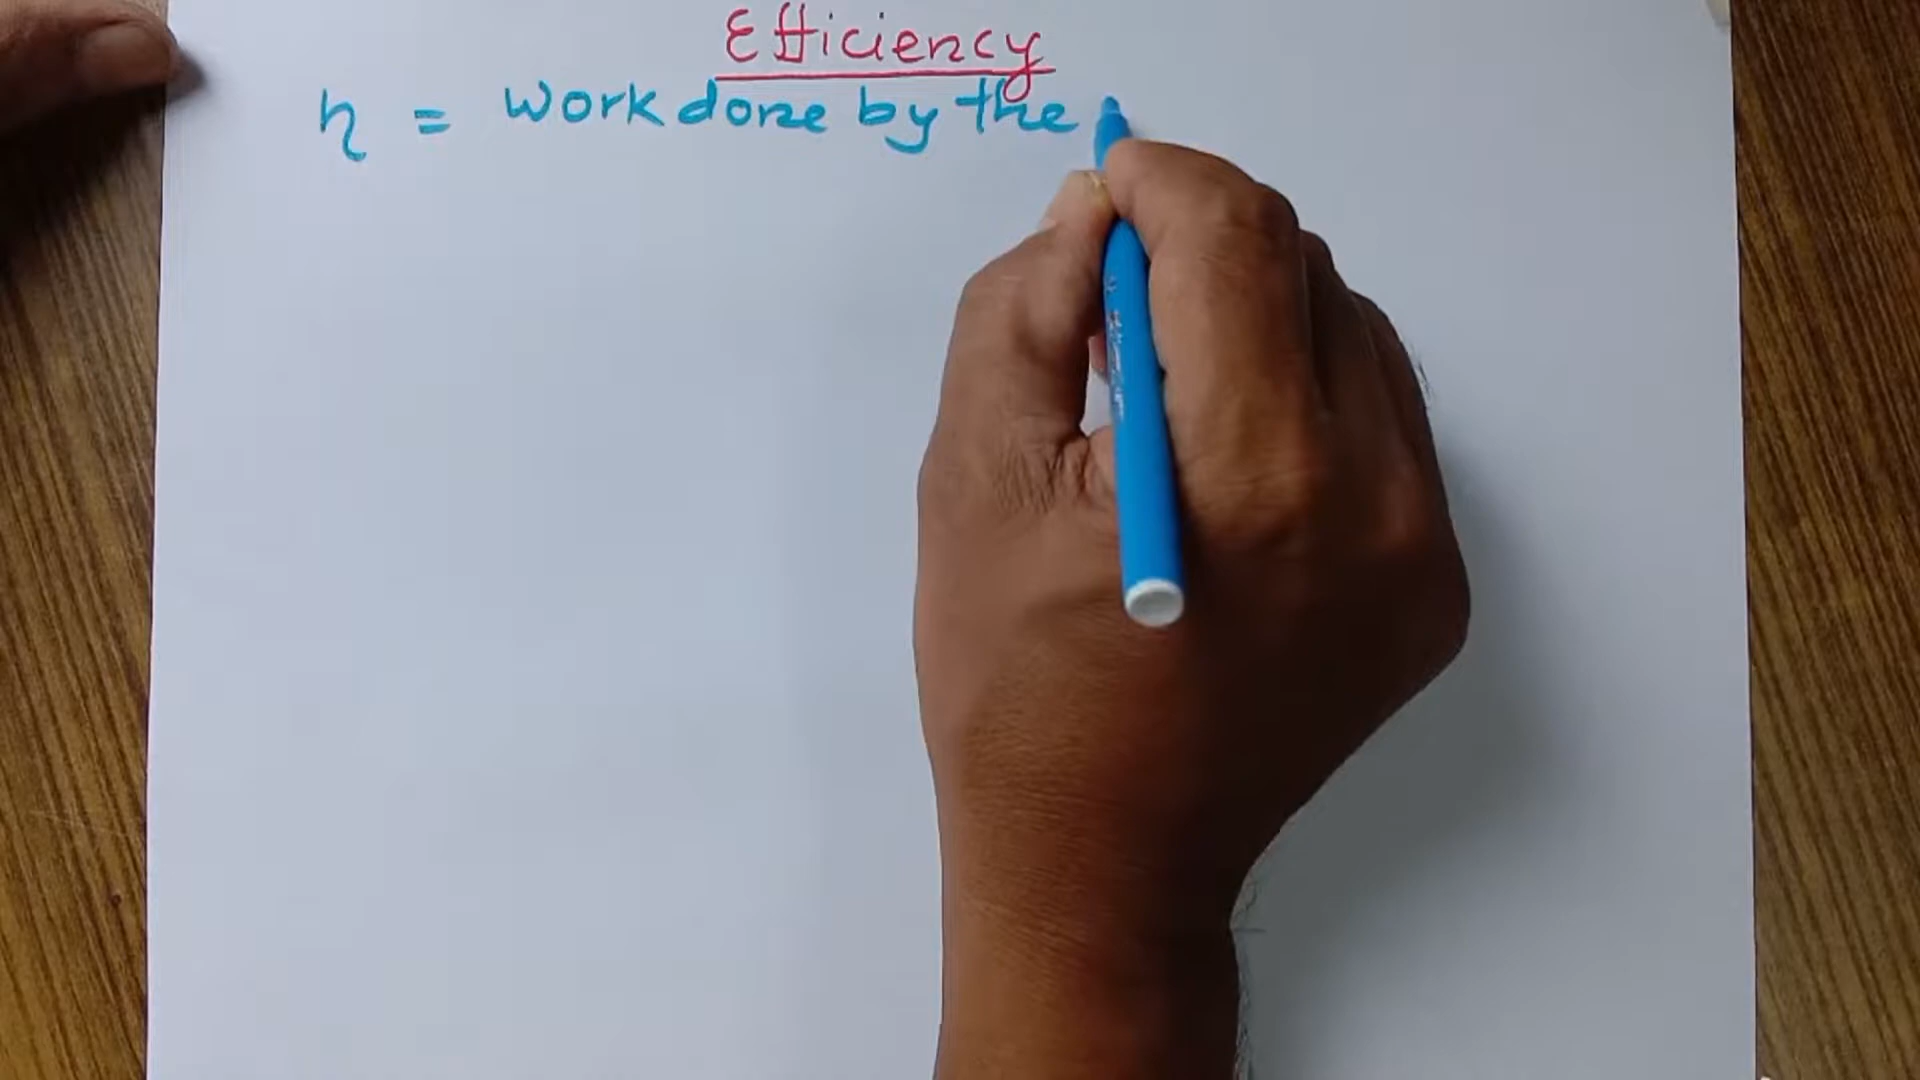 Efficiency
η = work done by the